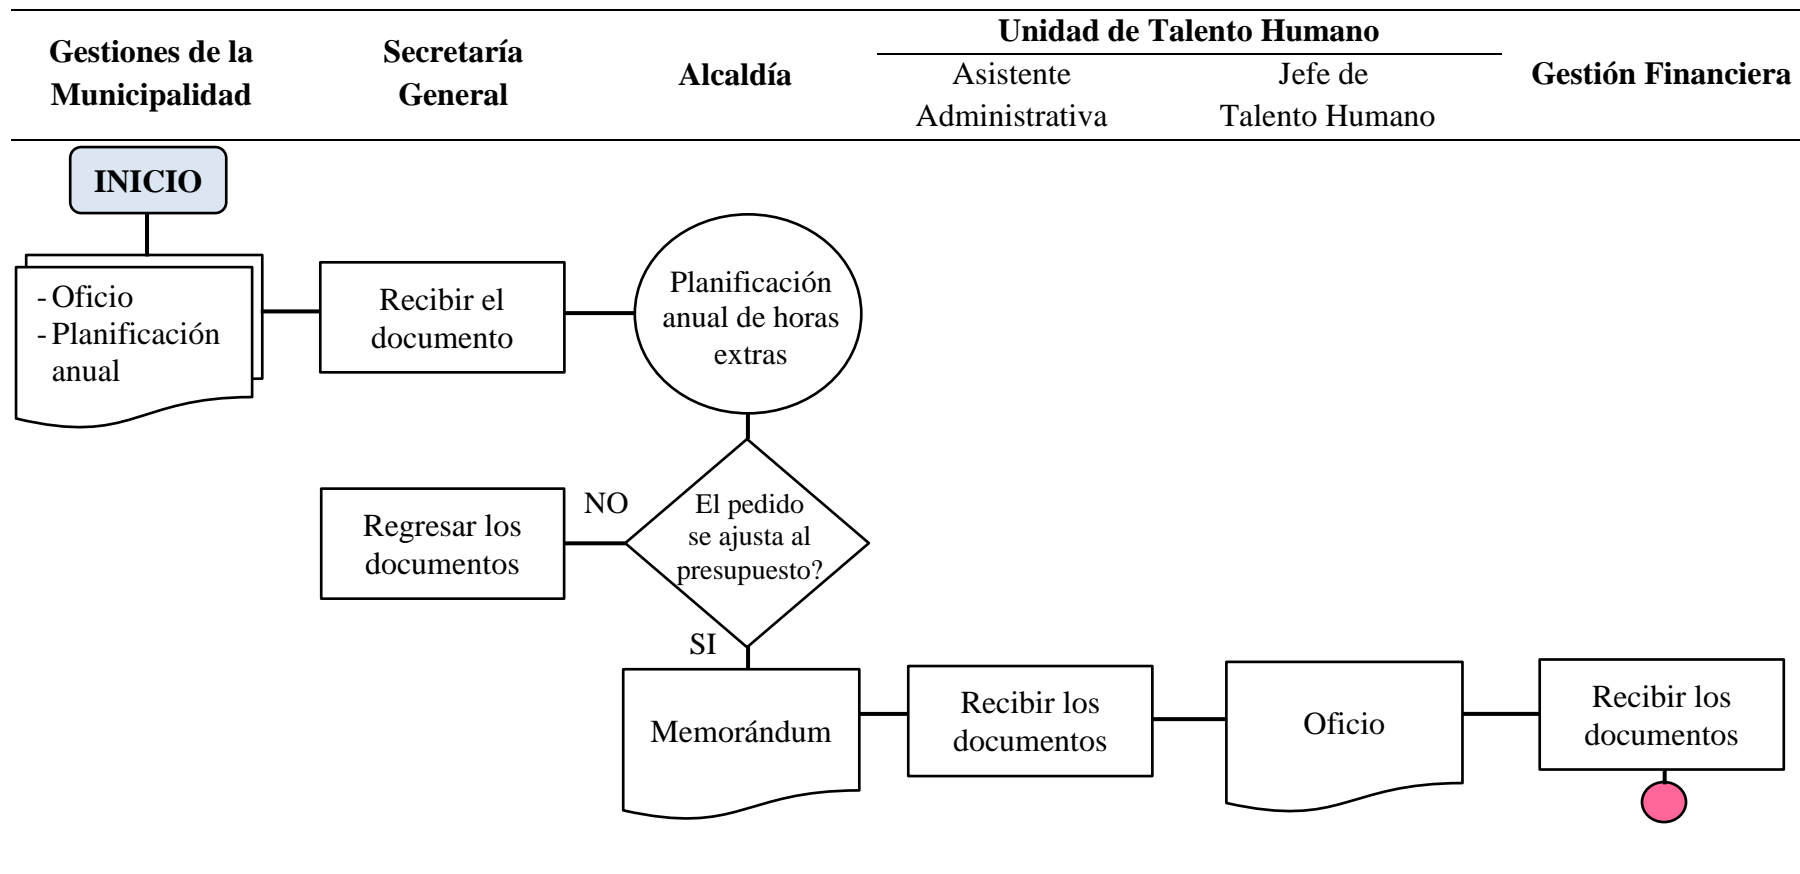 Gestiones de la
Municipalidad
Secretaría
General
Alcaldía
Unidad de Talento Humano
Asistente
Administrativa
Jefe de
Talento Humano
Gestión Financiera
INICIO
- Oficio
- Planificación
anual
Recibir el
documento
Planificación
anual de horas
extras
Regresar los
documentos
NO
El pedido
se ajusta al
presupuesto?
SI
Memorándum
Recibir los
documentos
Oficio
Recibir los
documentos